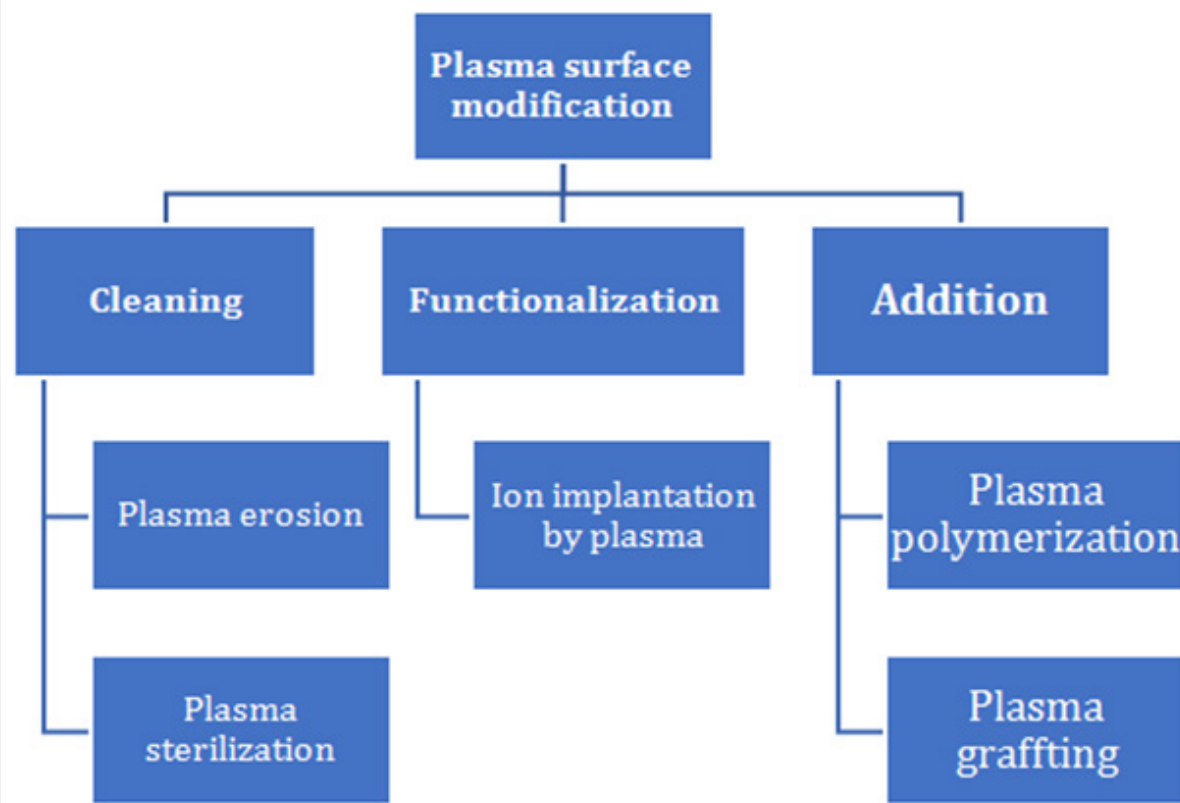 Plasma surface
modification
Cleaning
Functionalization
Addition
Plasma erosion
Ion implantation
by plasma
Plasma
polymerization
Plasma
sterilization
Plasma
graffting